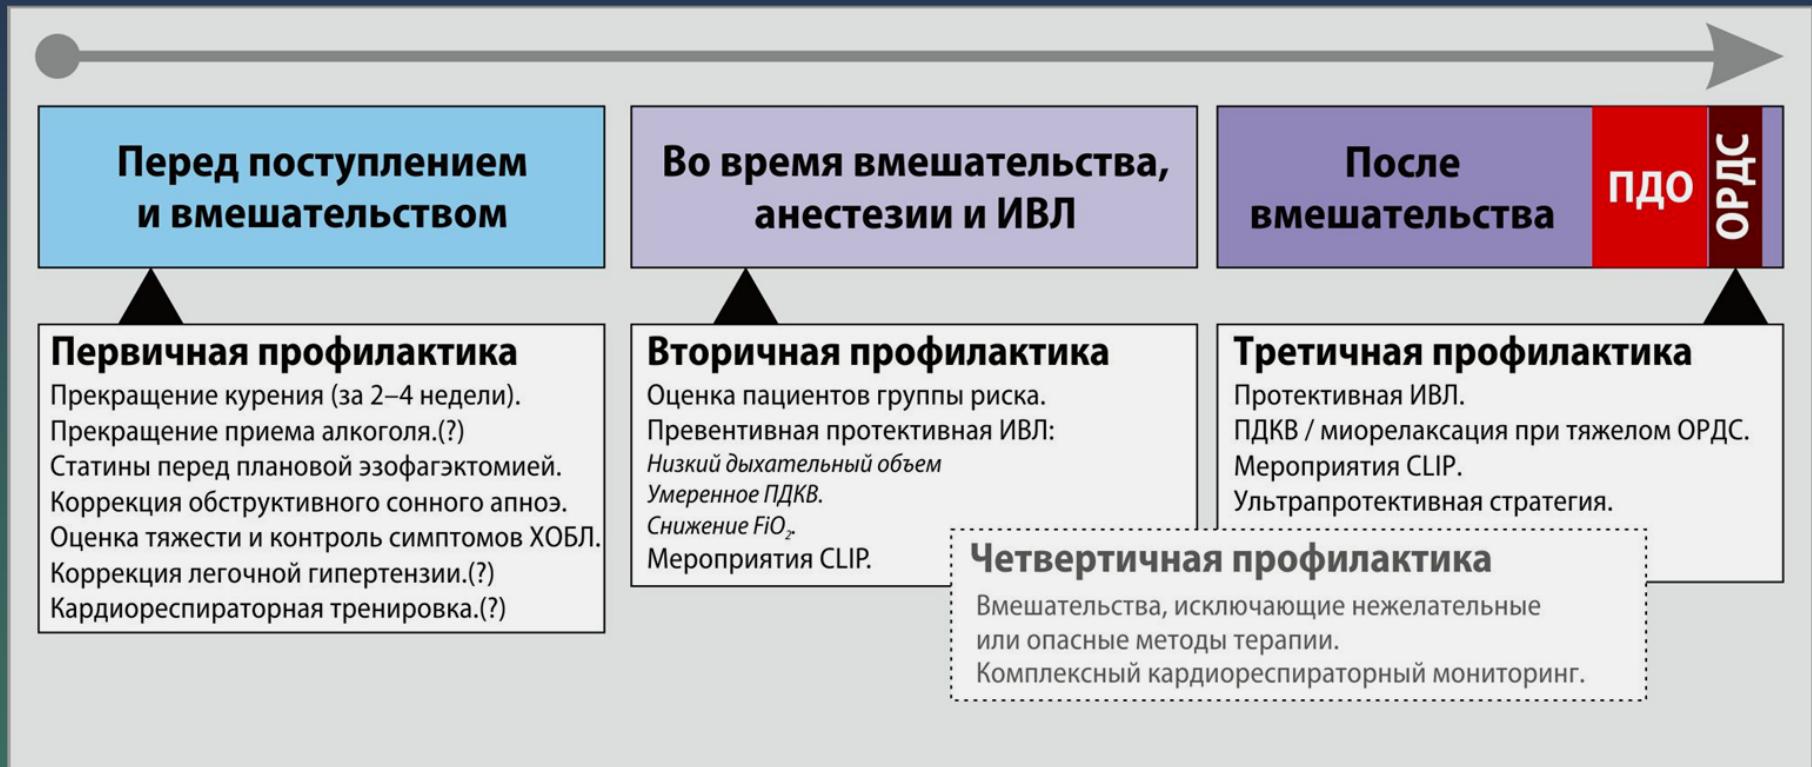 Перед поступлением
и вмешательством
Во время вмешательства,
анестезии и ИВЛ
После
вмешательства
ПДО
ОРДС
Первичная профилактика
Прекращение курения (за 2–4 недели).
Прекращение приема алкоголя.(?)
Статины перед плановой эзофагэктомией.
Коррекция обструктивного сонного апноэ.
Оценка тяжести и контроль симптомов ХОБЛ.
Коррекция легочной гипертензии.(?)
Кардиореспираторная тренировка.(?)
Вторичная профилактика
Оценка пациентов группы риска.
Превентивная протективная ИВЛ:
Низкий дыхательный объем
Умеренное ПДКВ.
Снижение FiO₂.
Мероприятия CLIP.
Третичная профилактика
Протективная ИВЛ.
ПДКВ / миорелаксация при тяжелом ОРДС.
Мероприятия CLIP.
Ультрапротективная стратегия.
Четвертичная профилактика
Вмешательства, исключающие нежелательные
или опасные методы терапии.
Комплексный кардиореспираторный мониторинг.